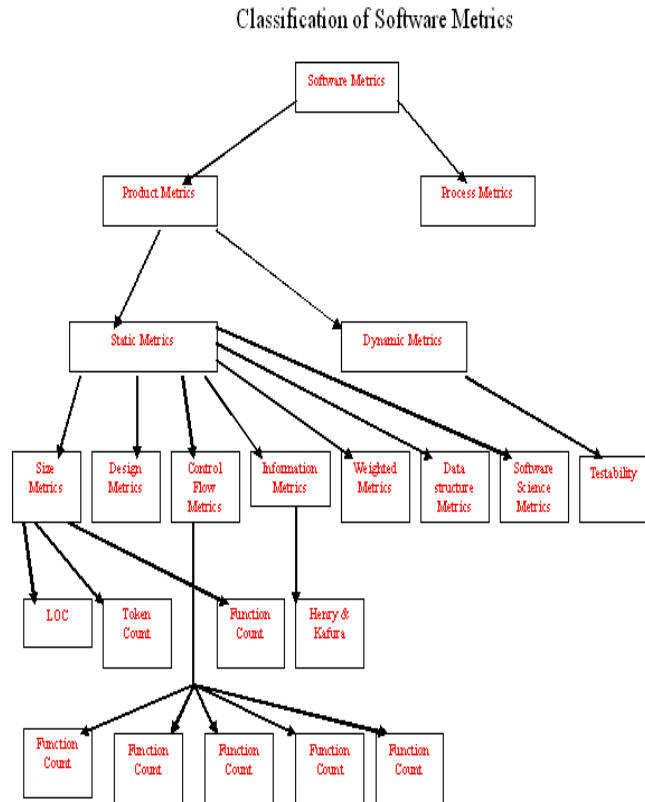 Classification of Software Metrics
Software Metrics
Product Metrics
Process Metrics
Static Metrics
Dynamic Metrics
Size
Metrics
Design
Metrics
Control
Flow
Metrics
Information
Metrics
Weighted
Metrics
Data
structure
Metrics
Software
Science
Metrics
Testability
LOC
Token
Count
Function
Count
Henry &
Kafura
Function
Count
Function
Count
Function
Count
Function
Count
Function
Count